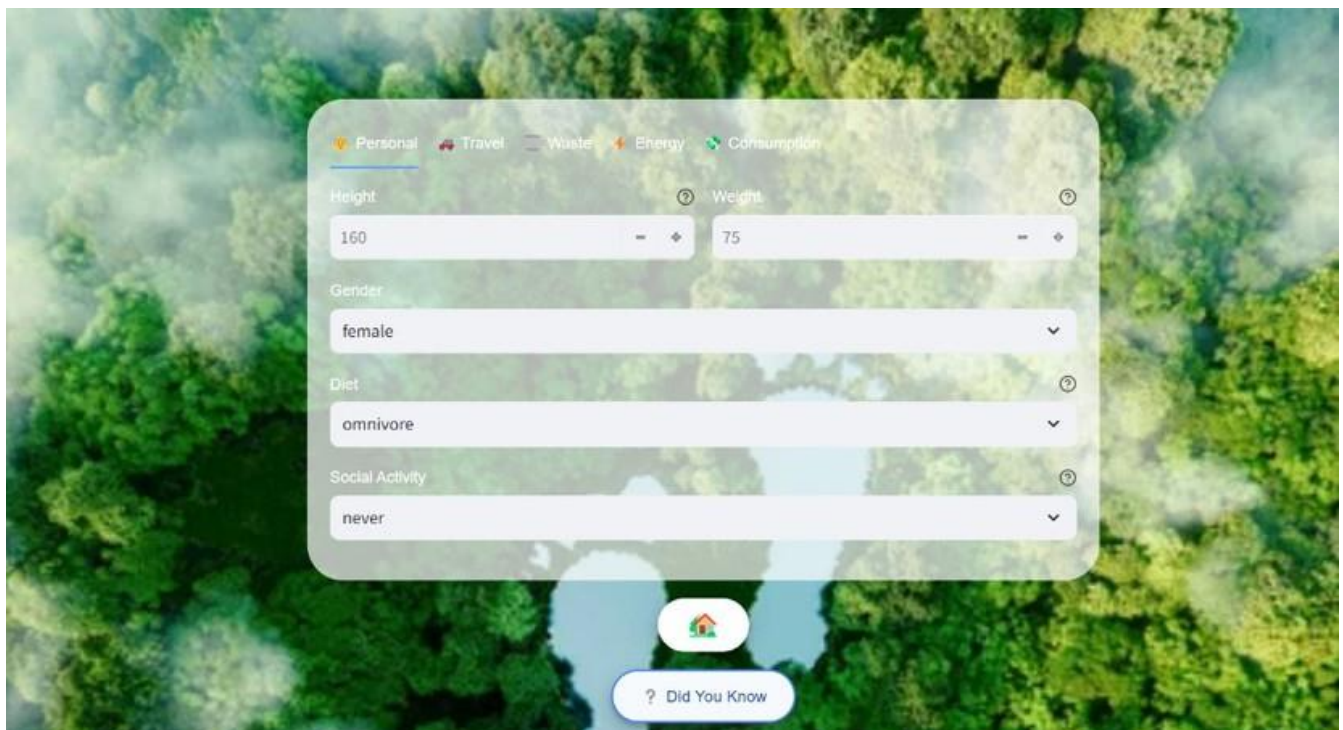 Personal Travel Waste Energy Consumption
Height Weight
160 75
Gender
female
Diet
omnivore
Social Activity
never
? Did You Know